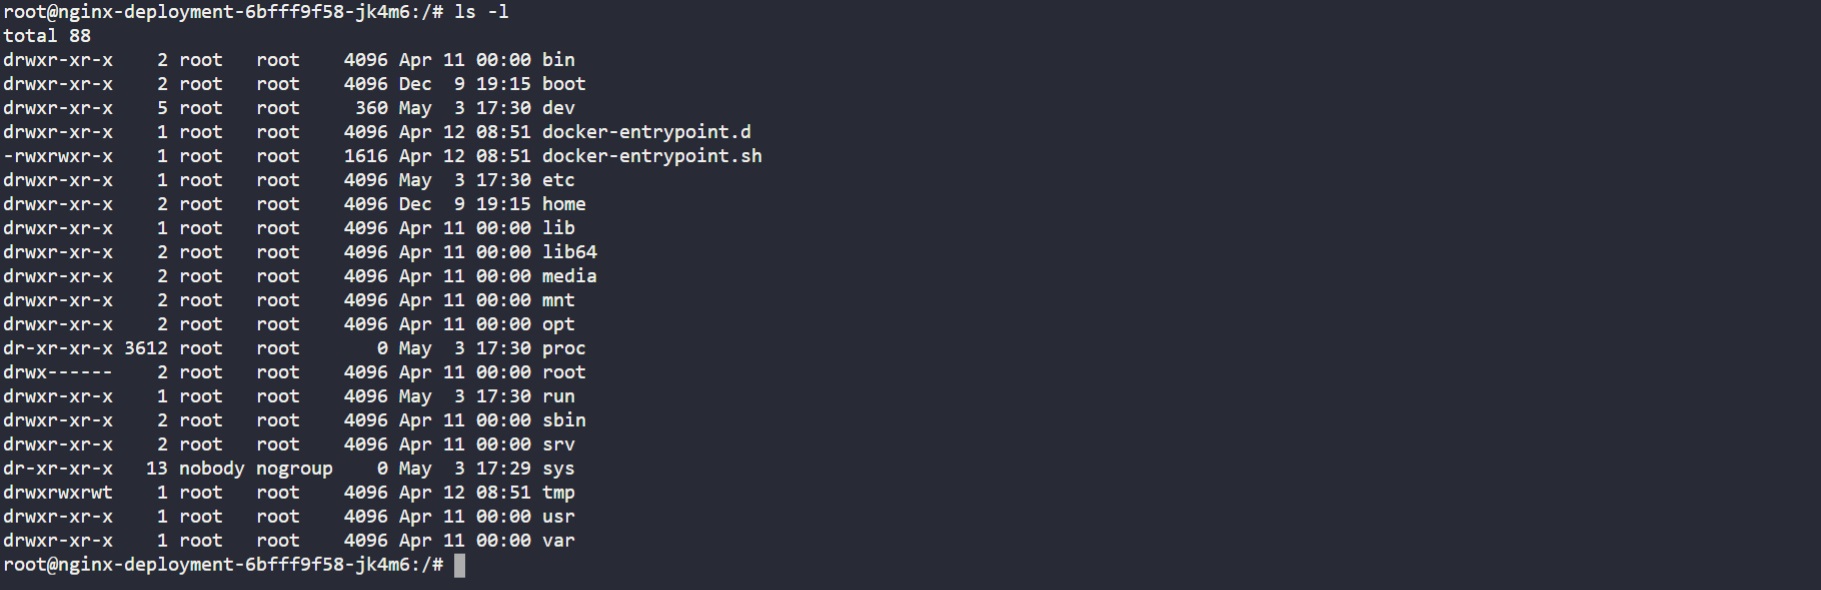 root@nginx-deployment-6bfff9f58-jk4m6:/# ls -l
total 88
drwxr-xr-x    2 root   root    4096 Apr 11 00:00 bin
drwxr-xr-x    2 root   root    4096 Dec  9 19:15 boot
drwxr-xr-x    5 root   root     360 May  3 17:30 dev
drwxr-xr-x    1 root   root    4096 Apr 12 08:51 docker-entrypoint.d
-rwxrwxr-x    1 root   root    1616 Apr 12 08:51 docker-entrypoint.sh
drwxr-xr-x    1 root   root    4096 May  3 17:30 etc
drwxr-xr-x    2 root   root    4096 Dec  9 19:15 home
drwxr-xr-x    1 root   root    4096 Apr 11 00:00 lib
drwxr-xr-x    2 root   root    4096 Apr 11 00:00 lib64
drwxr-xr-x    2 root   root    4096 Apr 11 00:00 media
drwxr-xr-x    2 root   root    4096 Apr 11 00:00 mnt
drwxr-xr-x    2 root   root    4096 Apr 11 00:00 opt
dr-xr-xr-x 3612 root   root       0 May  3 17:30 proc
drwx------    2 root   root    4096 Apr 11 00:00 root
drwxr-xr-x    1 root   root    4096 May  3 17:30 run
drwxr-xr-x    2 root   root    4096 Apr 11 00:00 sbin
drwxr-xr-x    2 root   root    4096 Apr 11 00:00 srv
dr-xr-xr-x   13 nobody nogroup    0 May  3 17:29 sys
drwxrwxrwt    1 root   root    4096 Apr 12 08:51 tmp
drwxr-xr-x    1 root   root    4096 Apr 11 00:00 usr
drwxr-xr-x    1 root   root    4096 Apr 11 00:00 var
root@nginx-deployment-6bfff9f58-jk4m6:/#